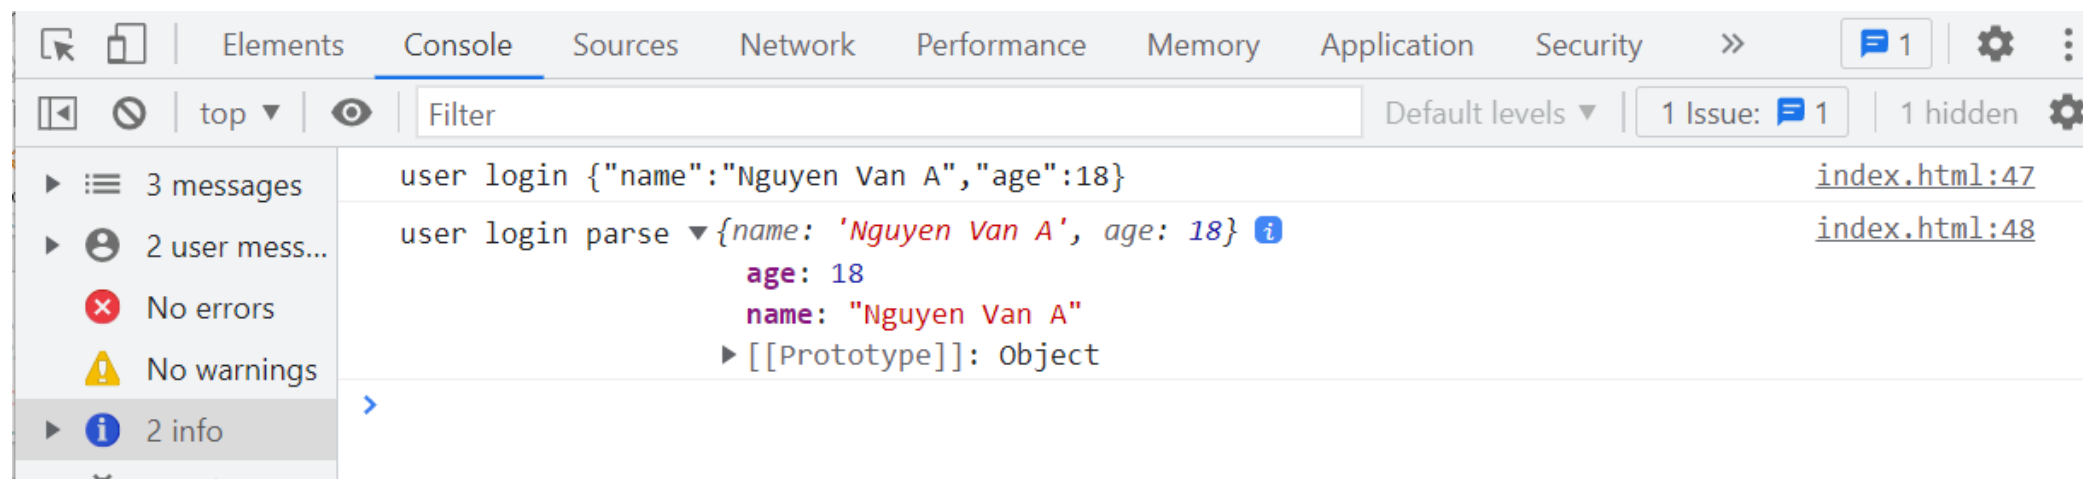 Elements Console Sources Network Performance Memory Application Security » 1
top ▼ Filter Default levels ▼ 1 Issue: 1 1 hidden
3 messages
2 user mess...
No errors
No warnings
2 info
user login {"name":"Nguyen Van A","age":18} index.html:47
user login parse ▼{name: 'Nguyen Van A', age: 18} i index.html:48
age: 18
name: "Nguyen Van A"
▶[[Prototype]]: Object
>